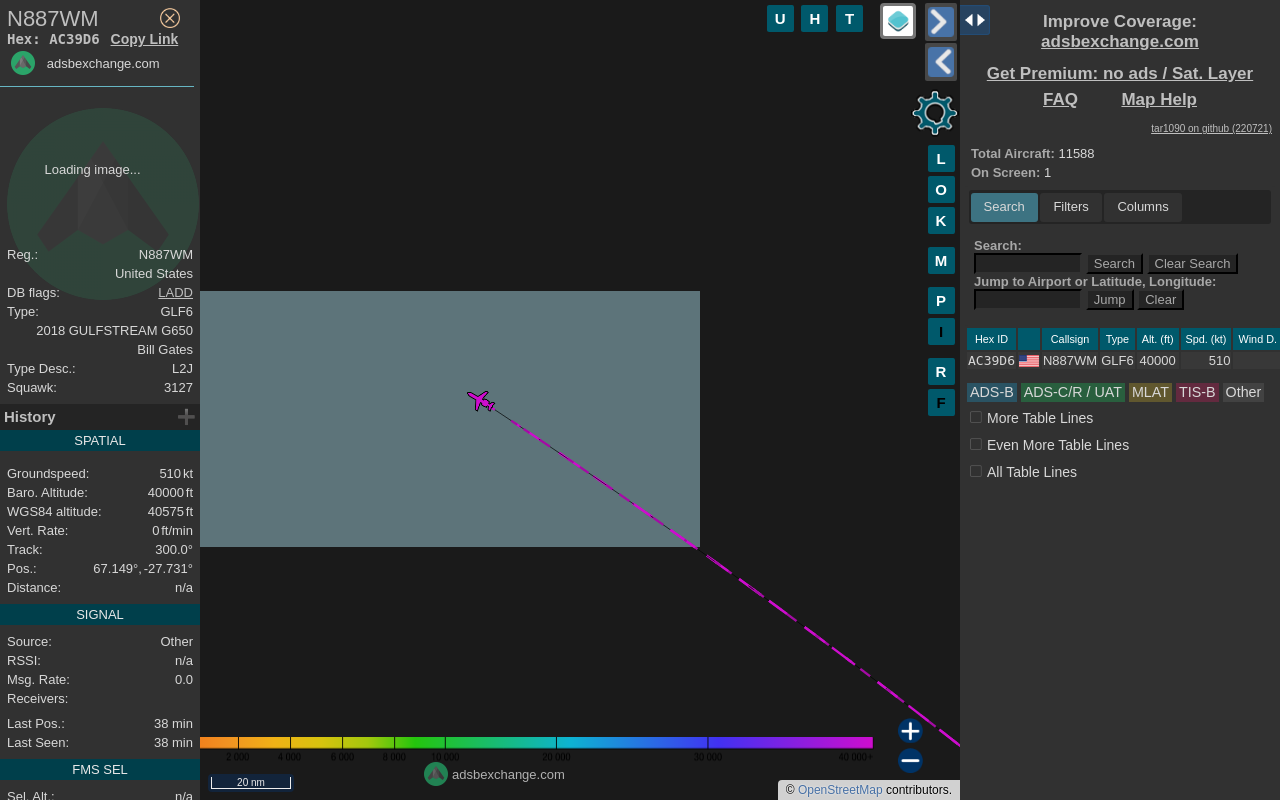 N887WM
Hex: AC39D6 Copy Link
adsbexchange.com
Loading image...
Reg.: N887WM
United States
DB flags: LADD
Type: GLF6
2018 GULFSTREAM G650
Bill Gates
Type Desc.: L2J
Squawk: 3127
History
SPATIAL
Groundspeed: 510 kt
Baro. Altitude: 40000 ft
WGS84 altitude: 40575 ft
Vert. Rate: 0 ft/min
Track: 300.0°
Pos.: 67.149°, -27.731°
Distance: n/a
SIGNAL
Source: Other
RSSI: n/a
Msg. Rate: 0.0
Receivers:
Last Pos.: 38 min
Last Seen: 38 min
FMS SEL
Sel. Alt.: n/a
U H T
L
O
K
M
P
I
R
F
2 000 4 000 6 000 8 000 10 000 20 000 30 000 40 000+
adsbexchange.com
20 nm
© OpenStreetMap contributors.
Improve Coverage:
adsbexchange.com
Get Premium: no ads / Sat. Layer
FAQ Map Help
tar1090 on github (220721)
Total Aircraft: 11588
On Screen: 1
Search Filters Columns
Search:
Search Clear Search
Jump to Airport or Latitude, Longitude:
Jump Clear
Hex ID Callsign Type Alt. (ft) Spd. (kt) Wind D.
AC39D6 N887WM GLF6 40000 510
ADS-B ADS-C/R / UAT MLAT TIS-B Other
More Table Lines
Even More Table Lines
All Table Lines